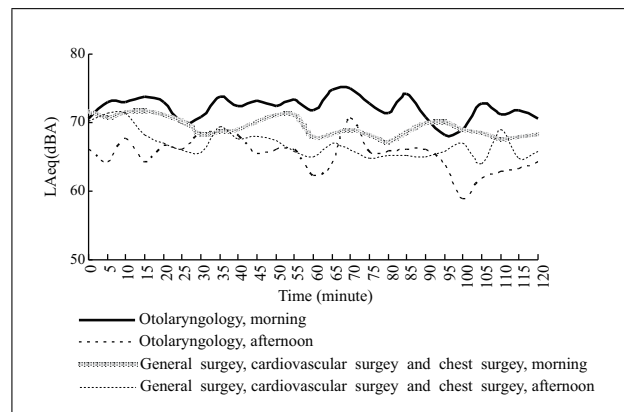 80
70
60
50
LAeq(dBA)
0 5 10 15 20 25 30 35 40 45 50 55 60 65 70 75 80 85 90 95 100 105 110 115 120
Time (minute)
Otolaryngology, morning
Otolaryngology, afternoon
General surgey, cardiovascular surgey and chest surgey, morning
General surgey, cardiovascular surgey and chest surgey, afternoon